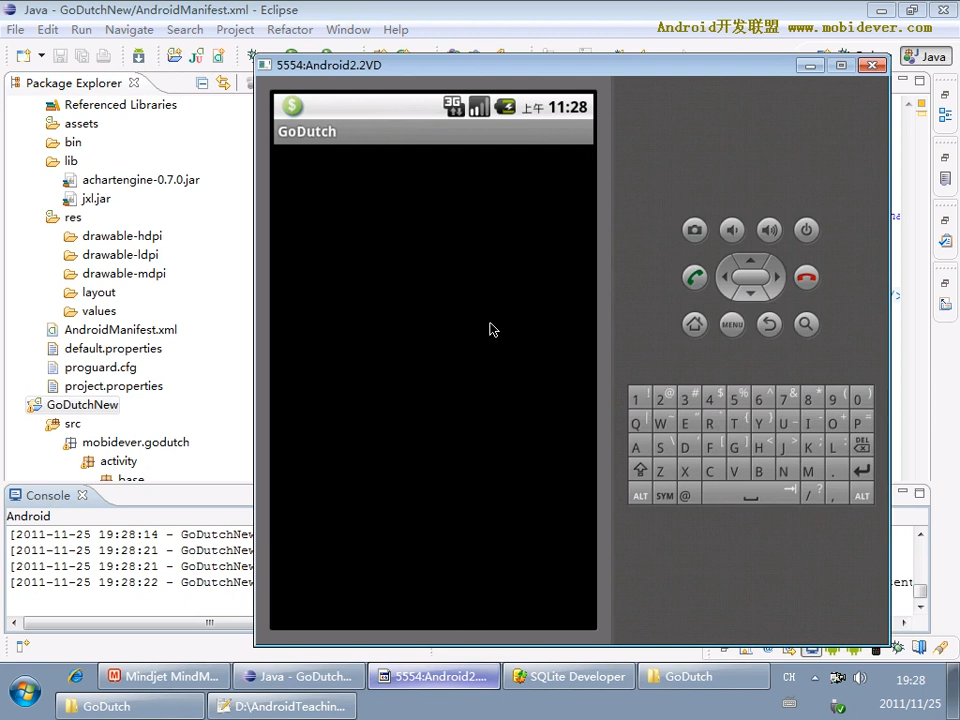 Java - GoDutchNew/AndroidManifest.xml - Eclipse
File Edit Run Navigate Search Project Refactor Window Help
Android开发联盟 www.mobidever.com
Package Explorer
Java
Referenced Libraries
assets
bin
lib
achartengine-0.7.0.jar
jxl.jar
res
drawable-hdpi
drawable-ldpi
drawable-mdpi
layout
values
AndroidManifest.xml
default.properties
proguard.cfg
project.properties
GoDutchNew
src
mobidever.godutch
activity
base
5554:Android2.2VD
3G
上午 11:28
GoDutch
MENU
1 ! 2 @ 3 # 4 $ 5 % 6 ^ 7 & 8 * 9 ( 0 )
Q | W ~ E " R ` T { Y } U _ I - O + P =
A S \ D ' F [ G ] H < J > K ; L : DEL
Z X C V B N M .
ALT SYM @ / ? , ALT
Console
Android
[2011-11-25 19:28:14 - GoDutchNew
[2011-11-25 19:28:21 - GoDutchNew
[2011-11-25 19:28:21 - GoDutchNew
[2011-11-25 19:28:22 - GoDutchNew
Mindjet MindM...
Java - GoDutch...
5554:Android2....
SQLite Developer
GoDutch
CH
19:28
GoDutch
D:\AndroidTeachin...
2011/11/25